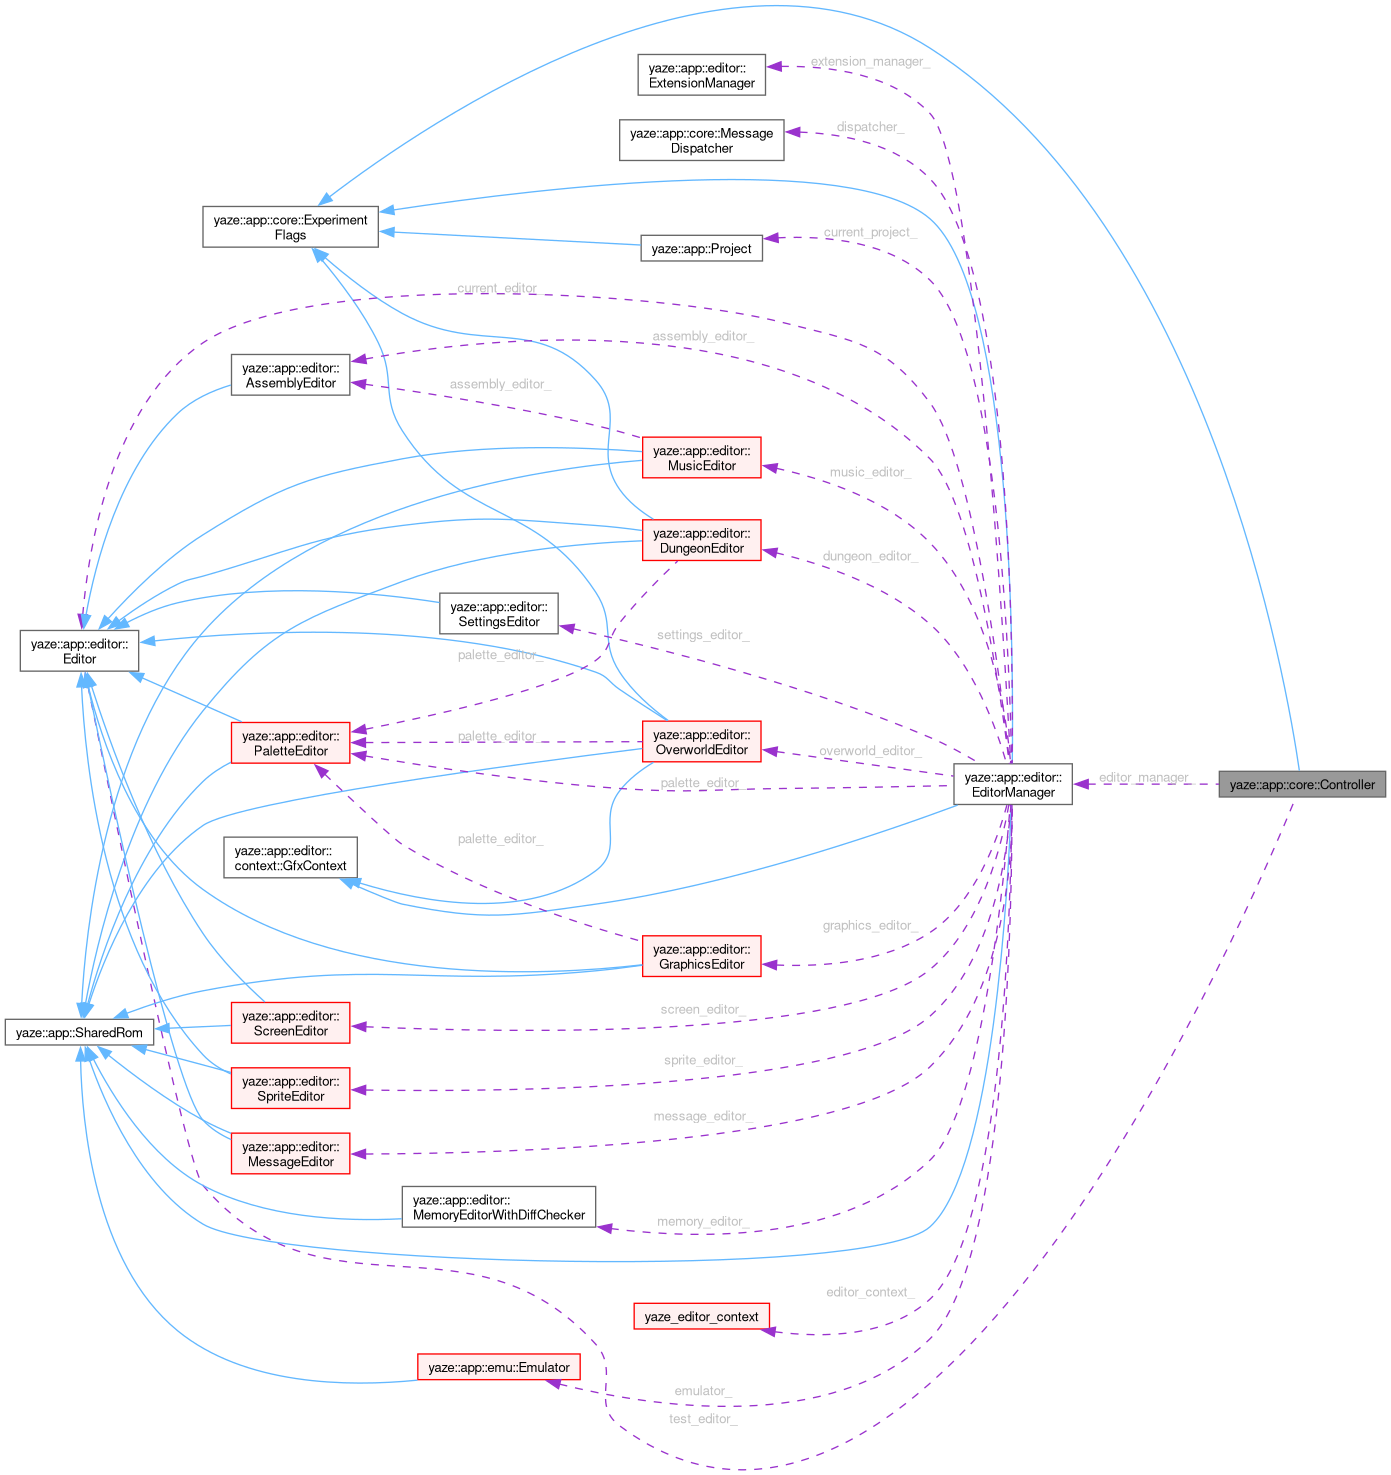 yaze::app::editor::
ExtensionManager
extension_manager_
yaze::app::core::Message
Dispatcher
dispatcher_
yaze::app::core::Experiment
Flags
yaze::app::Project
current_project_
current_editor
yaze::app::editor::
AssemblyEditor
assembly_editor_
assembly_editor_
yaze::app::editor::
MusicEditor
music_editor_
yaze::app::editor::
DungeonEditor
dungeon_editor_
yaze::app::editor::
SettingsEditor
settings_editor_
yaze::app::editor::
Editor
palette_editor_
yaze::app::editor::
PaletteEditor
palette_editor_
yaze::app::editor::
OverworldEditor
overworld_editor_
palette_editor_
yaze::app::editor::
EditorManager
editor_manager_
yaze::app::core::Controller
palette_editor_
yaze::app::editor::
context::GfxContext
yaze::app::editor::
GraphicsEditor
graphics_editor_
yaze::app::SharedRom
yaze::app::editor::
ScreenEditor
screen_editor_
yaze::app::editor::
SpriteEditor
sprite_editor_
yaze::app::editor::
MessageEditor
message_editor_
yaze::app::editor::
MemoryEditorWithDiffChecker
memory_editor_
yaze_editor_context
editor_context_
yaze::app::emu::Emulator
emulator_
test_editor_